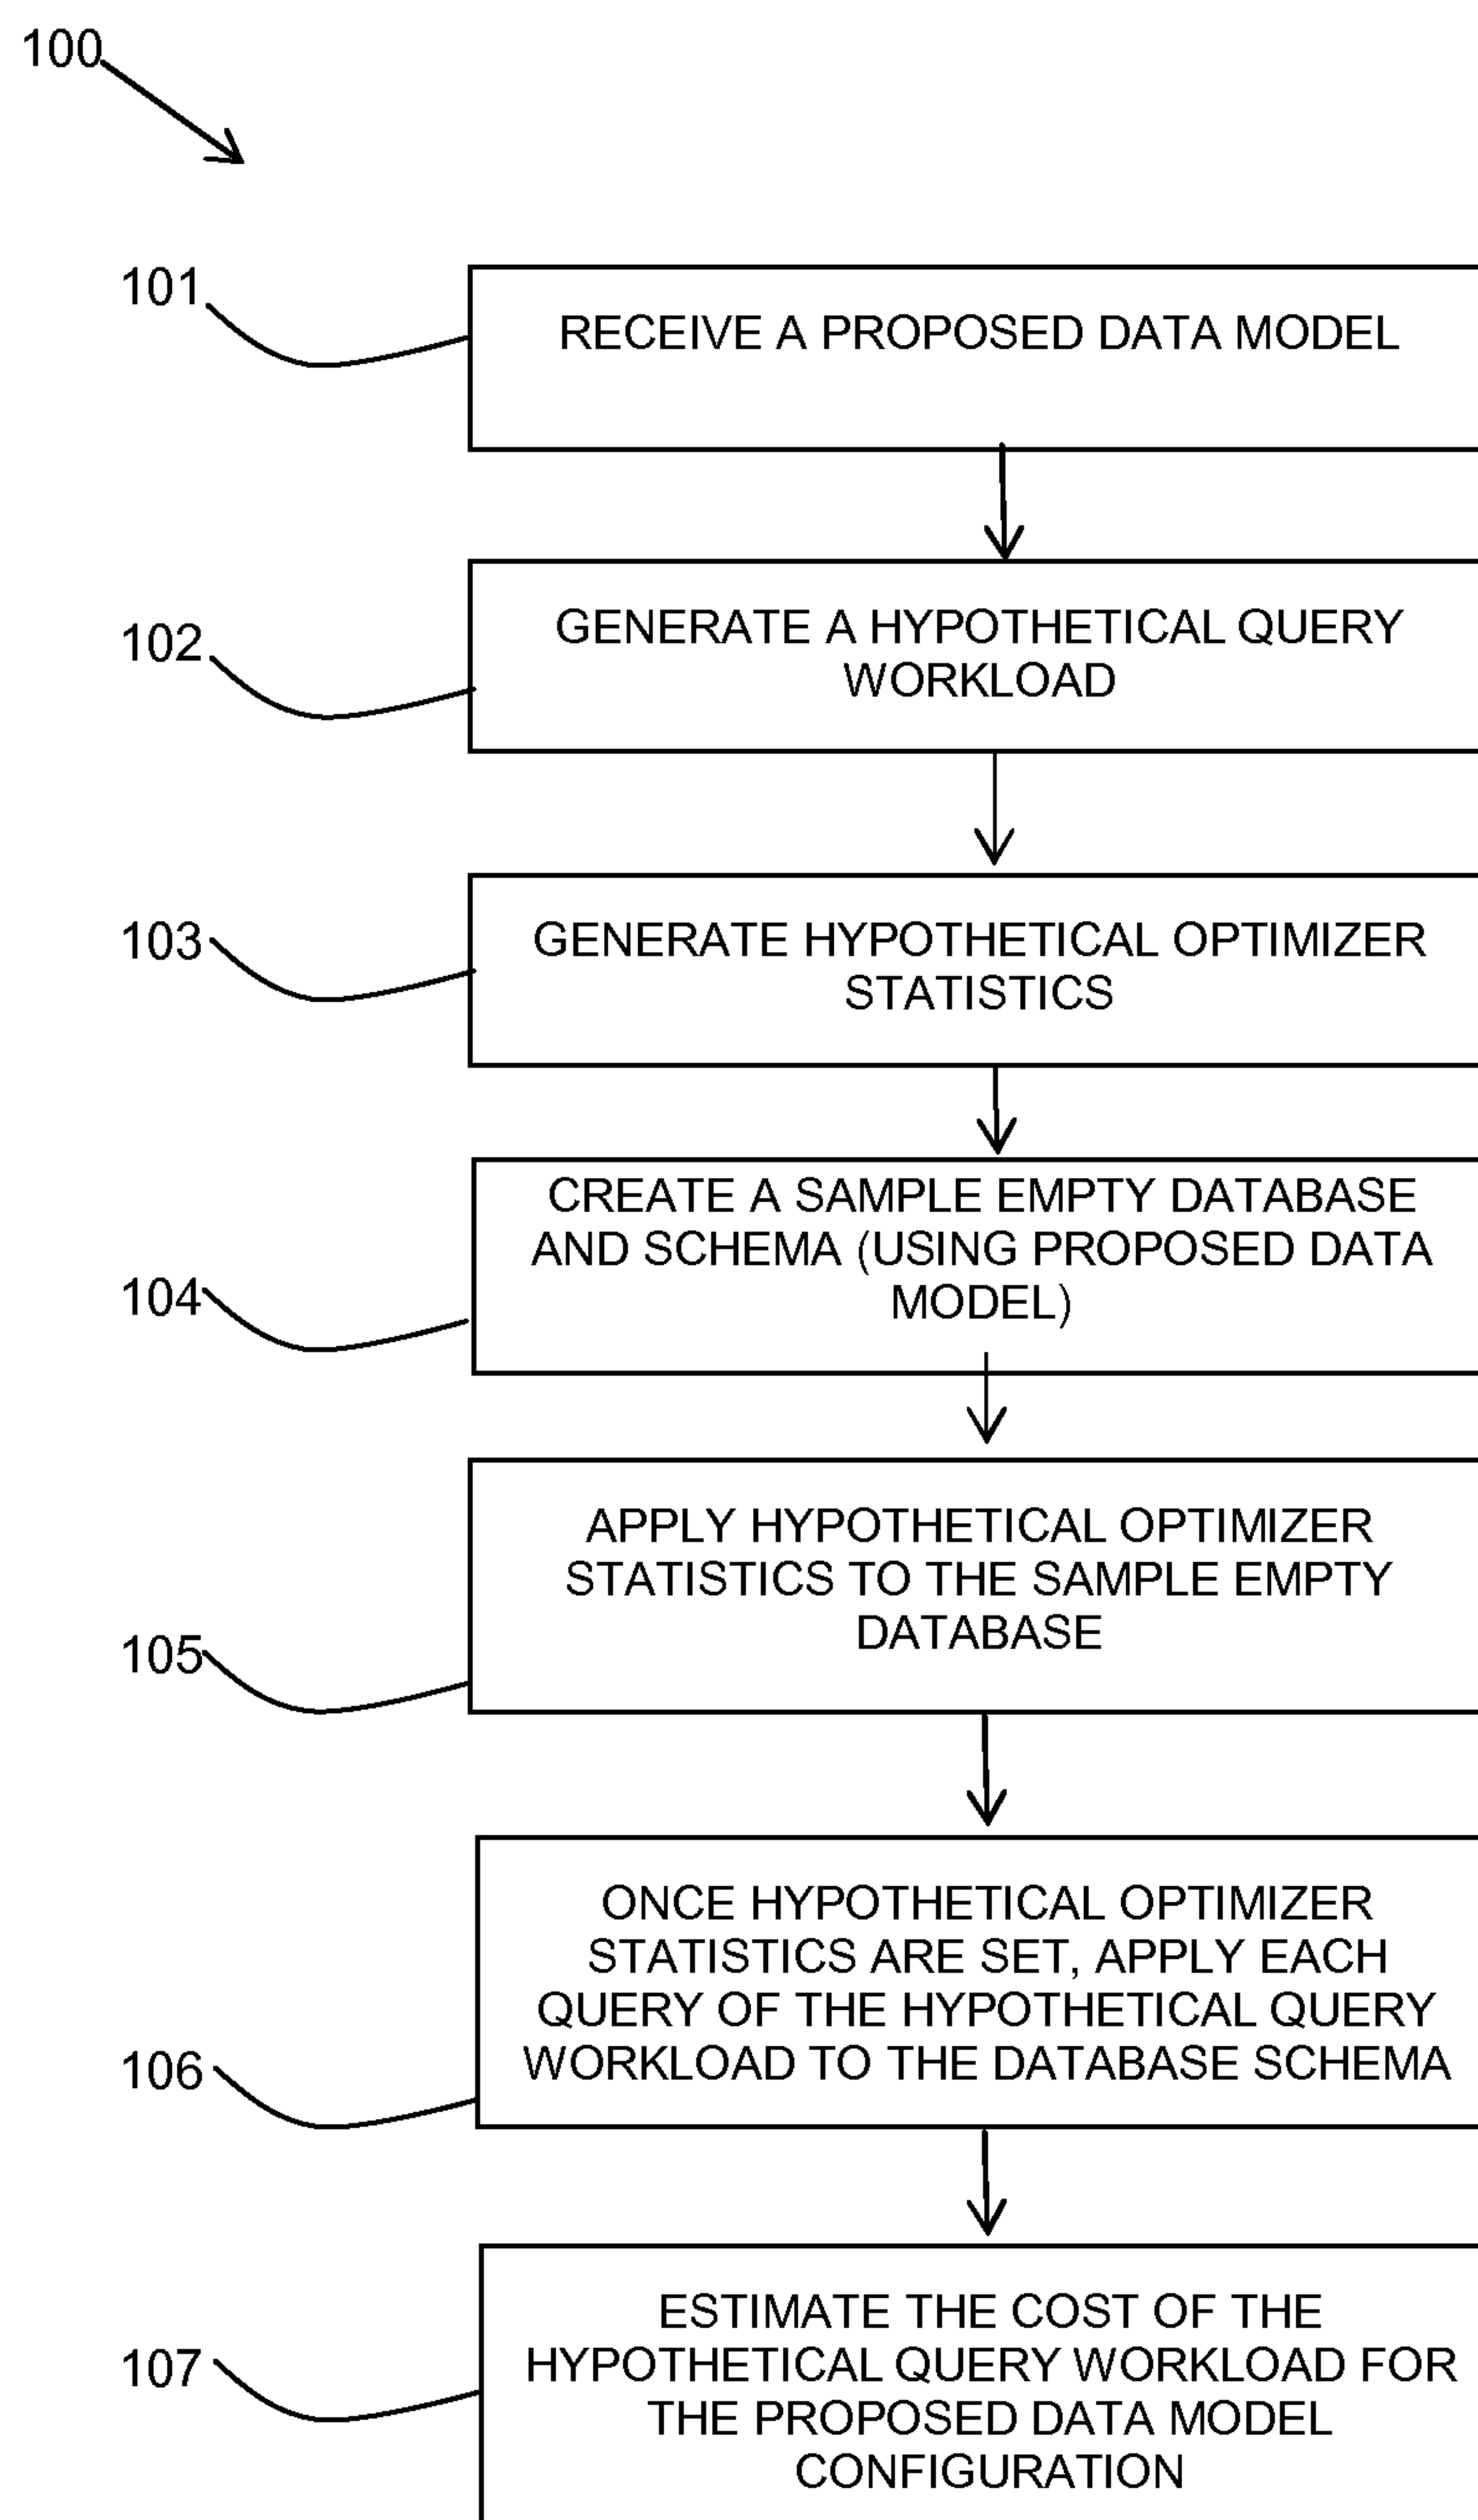 100
101
RECEIVE A PROPOSED DATA MODEL
102
GENERATE A HYPOTHETICAL QUERY
WORKLOAD
103
GENERATE HYPOTHETICAL OPTIMIZER
STATISTICS
104
CREATE A SAMPLE EMPTY DATABASE
AND SCHEMA (USING PROPOSED DATA
MODEL)
105
APPLY HYPOTHETICAL OPTIMIZER
STATISTICS TO THE SAMPLE EMPTY
DATABASE
106
ONCE HYPOTHETICAL OPTIMIZER
STATISTICS ARE SET, APPLY EACH
QUERY OF THE HYPOTHETICAL QUERY
WORKLOAD TO THE DATABASE SCHEMA
107
ESTIMATE THE COST OF THE
HYPOTHETICAL QUERY WORKLOAD FOR
THE PROPOSED DATA MODEL
CONFIGURATION